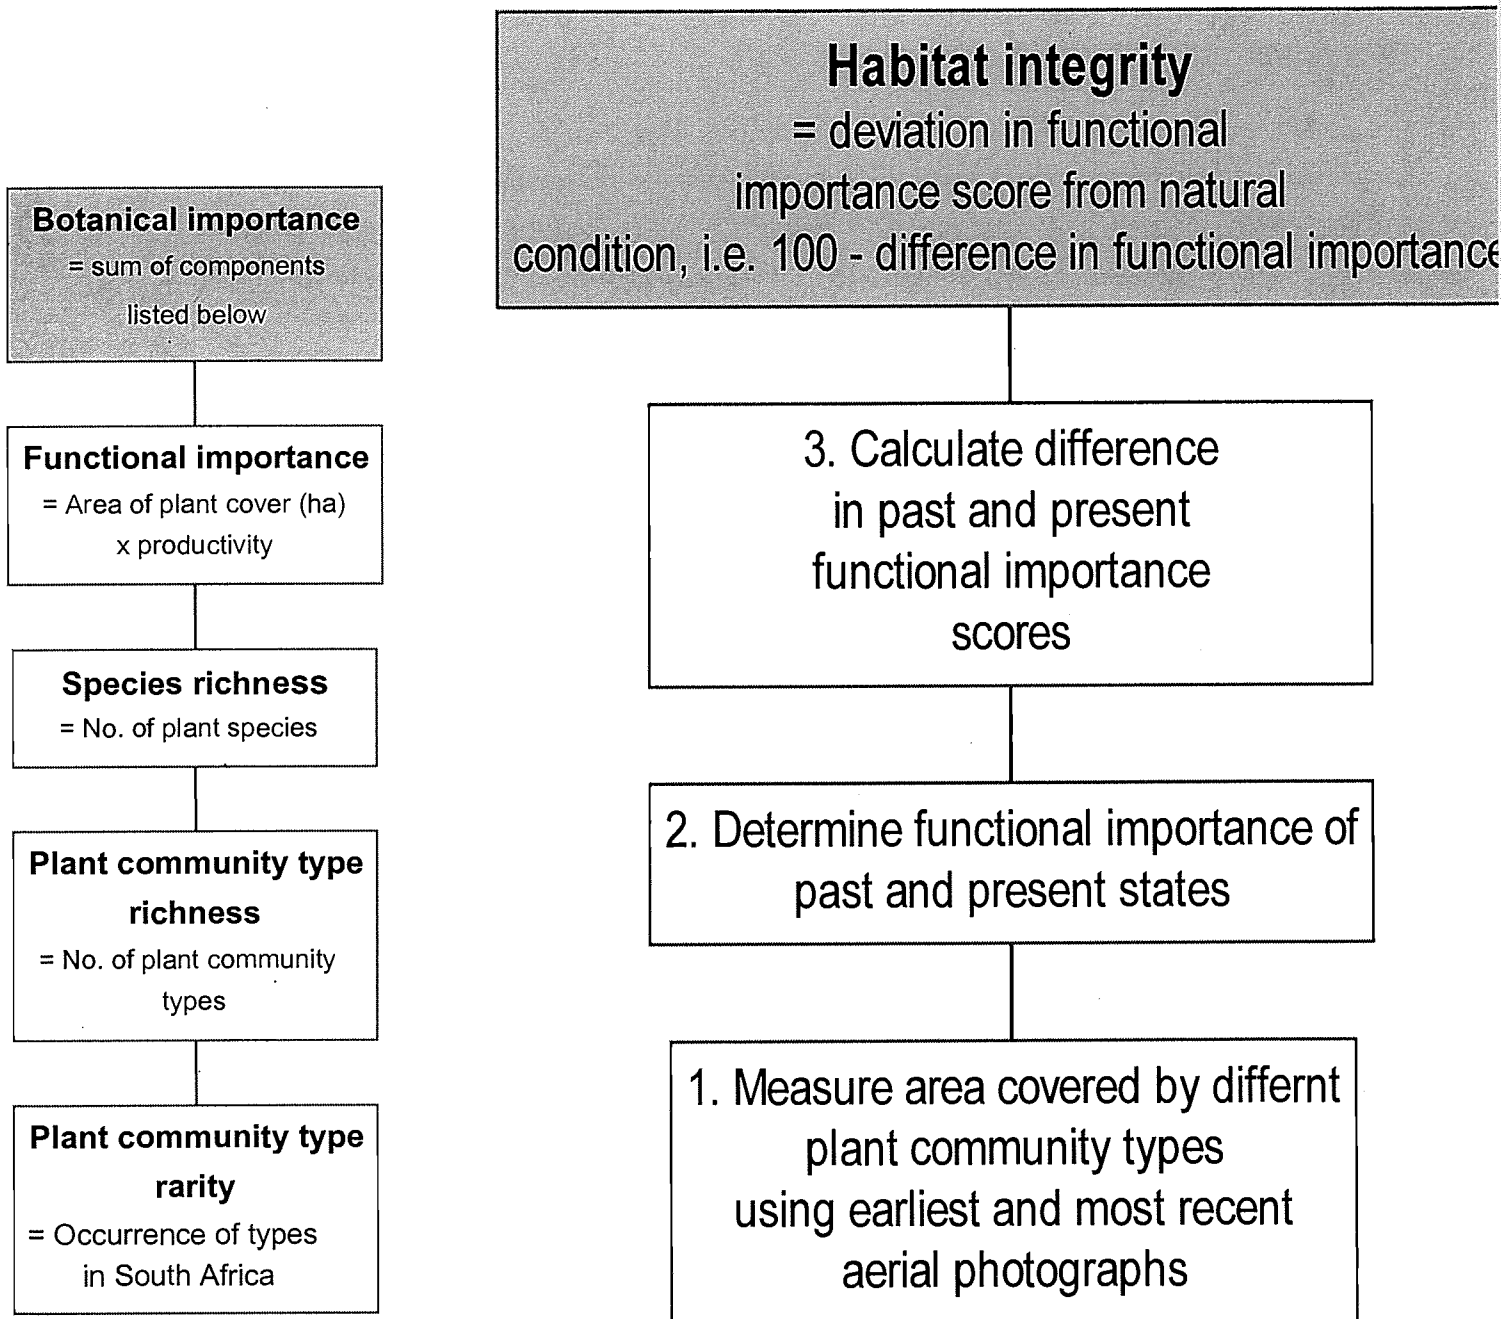 Botanical importance
= sum of components
listed below
Functional importance
= Area of plant cover (ha)
x productivity
Species richness
= No. of plant species
Plant community type
richness
= No. of plant community
types
Plant community type
rarity
= Occurrence of types
in South Africa
Habitat integrity
= deviation in functional
importance score from natural
condition, i.e. 100 - difference in functional importance
3. Calculate difference
in past and present
functional importance
scores
2. Determine functional importance of
past and present states
1. Measure area covered by differnt
plant community types
using earliest and most recent
aerial photographs